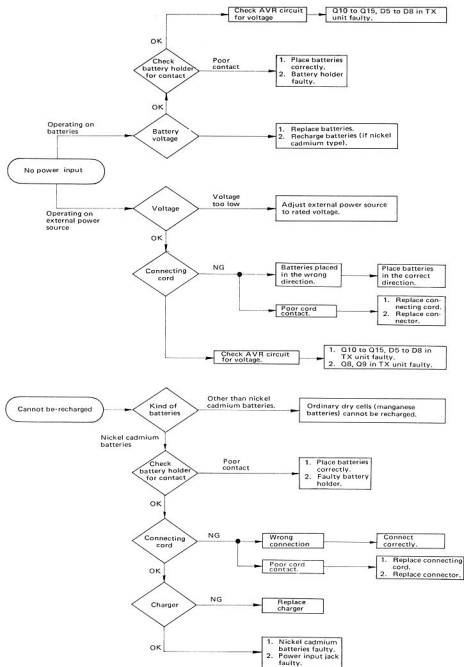 Check AVR circuit
for voltage
Q10 to Q15, D5 to D8 in TX
unit faulty.
OK
Check
battery holder
for contact
Poor
contact
1. Place batteries
correctly.
2. Battery holder
faulty.
OK
Operating on
batteries
Battery
voltage
1. Replace batteries.
2. Recharge batteries (if nickel
cadmium type).
No power input
Operating on
external power
source
Voltage
Voltage
too low
Adjust external power source
to rated voltage.
OK
Connecting
cord
NG
Batteries placed
in the wrong
direction.
Place batteries
in the correct
direction.
Poor cord
contact.
1. Replace con-
necting cord.
2. Replace con-
nector.
Check AVR circuit
for voltage.
1. Q10 to Q15, D5 to D8 in
TX unit faulty.
2. Q8, Q9 in TX unit faulty.
Cannot be-recharged
Kind of
batteries
Other than nickel
cadmium batteries.
Ordinary dry cells (manganese
batteries) cannot be recharged.
Nickel cadmium
batteries
Check
battery holder
for contact
Poor
contact
1. Place batteries
correctly.
2. Faulty battery
holder.
OK
Connecting
cord
NG
Wrong
connection
Connect
correctly.
Poor cord
contact.
1. Replace connecting
cord.
2. Replace connector.
OK
Charger
NG
Replace
charger
OK
1. Nickel cadmium
batteries faulty.
2. Power input jack
faulty.